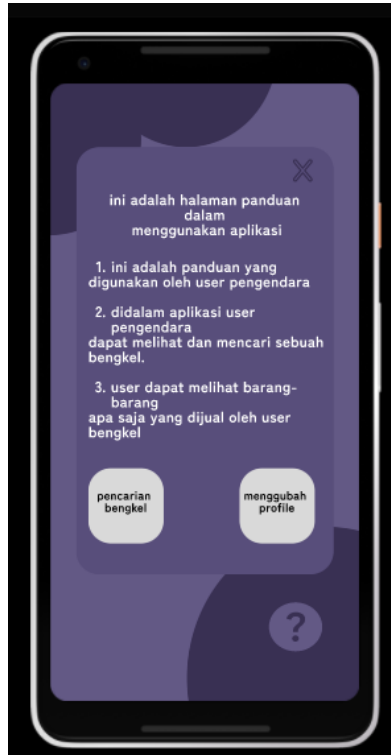 X
ini adalah halaman panduan
dalam
menggunakan aplikasi
1. ini adalah panduan yang
digunakan oleh user pengendara
2. didalam aplikasi user
pengendara
dapat melihat dan mencari sebuah
bengkel.
3. user dapat melihat barang-
barang
apa saja yang dijual oleh user
bengkel
pencarian
bengkel
menggubah
profile
?